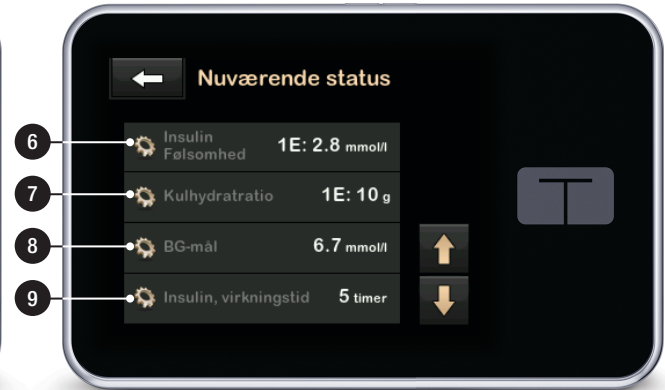 Nuværende status
6
Insulin
Følsomhed
1E: 2.8 mmol/l
7
Kulhydratratio
1E: 10 g
8
BG-mål
6.7 mmol/l
9
Insulin, virkningstid
5 timer